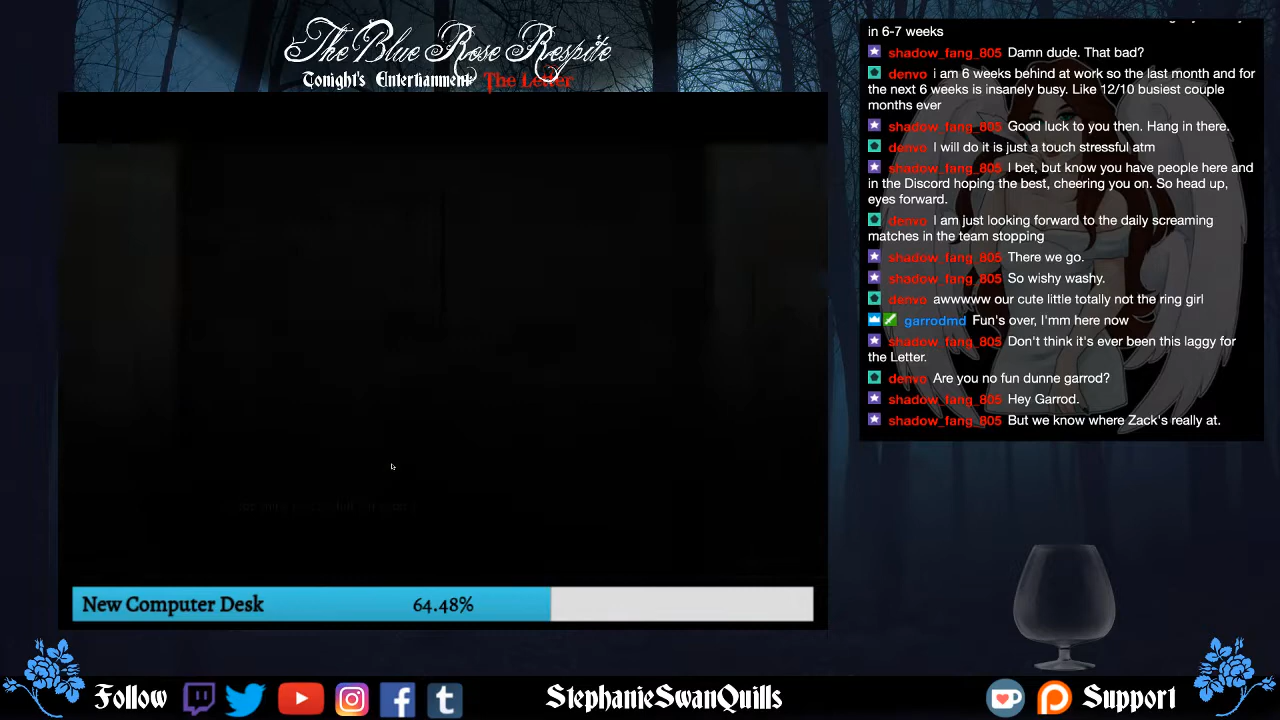 The Blue Rose Respite
Tonight's Entertainment: The Letter
in 6-7 weeks
shadow_fang_805 Damn dude. That bad?
denvo i am 6 weeks behind at work so the last month and for
the next 6 weeks is insanely busy. Like 12/10 busiest couple
months ever
shadow_fang_805 Good luck to you then. Hang in there.
denvo I will do it is just a touch stressful atm
shadow_fang_805 I bet, but know you have people here and
in the Discord hoping the best, cheering you on. So head up,
eyes forward.
denvo I am just looking forward to the daily screaming
matches in the team stopping
shadow_fang_805 There we go.
shadow_fang_805 So wishy washy.
denvo awwwww our cute little totally not the ring girl
garrodmd Fun's over, I'mm here now
shadow_fang_805 Don't think it's ever been this laggy for
the Letter.
denvo Are you no fun dunne garrod?
shadow_fang_805 Hey Garrod.
shadow_fang_805 But we know where Zack's really at.
New Computer Desk 64.48%
Follow StephanieSwanQuills Support